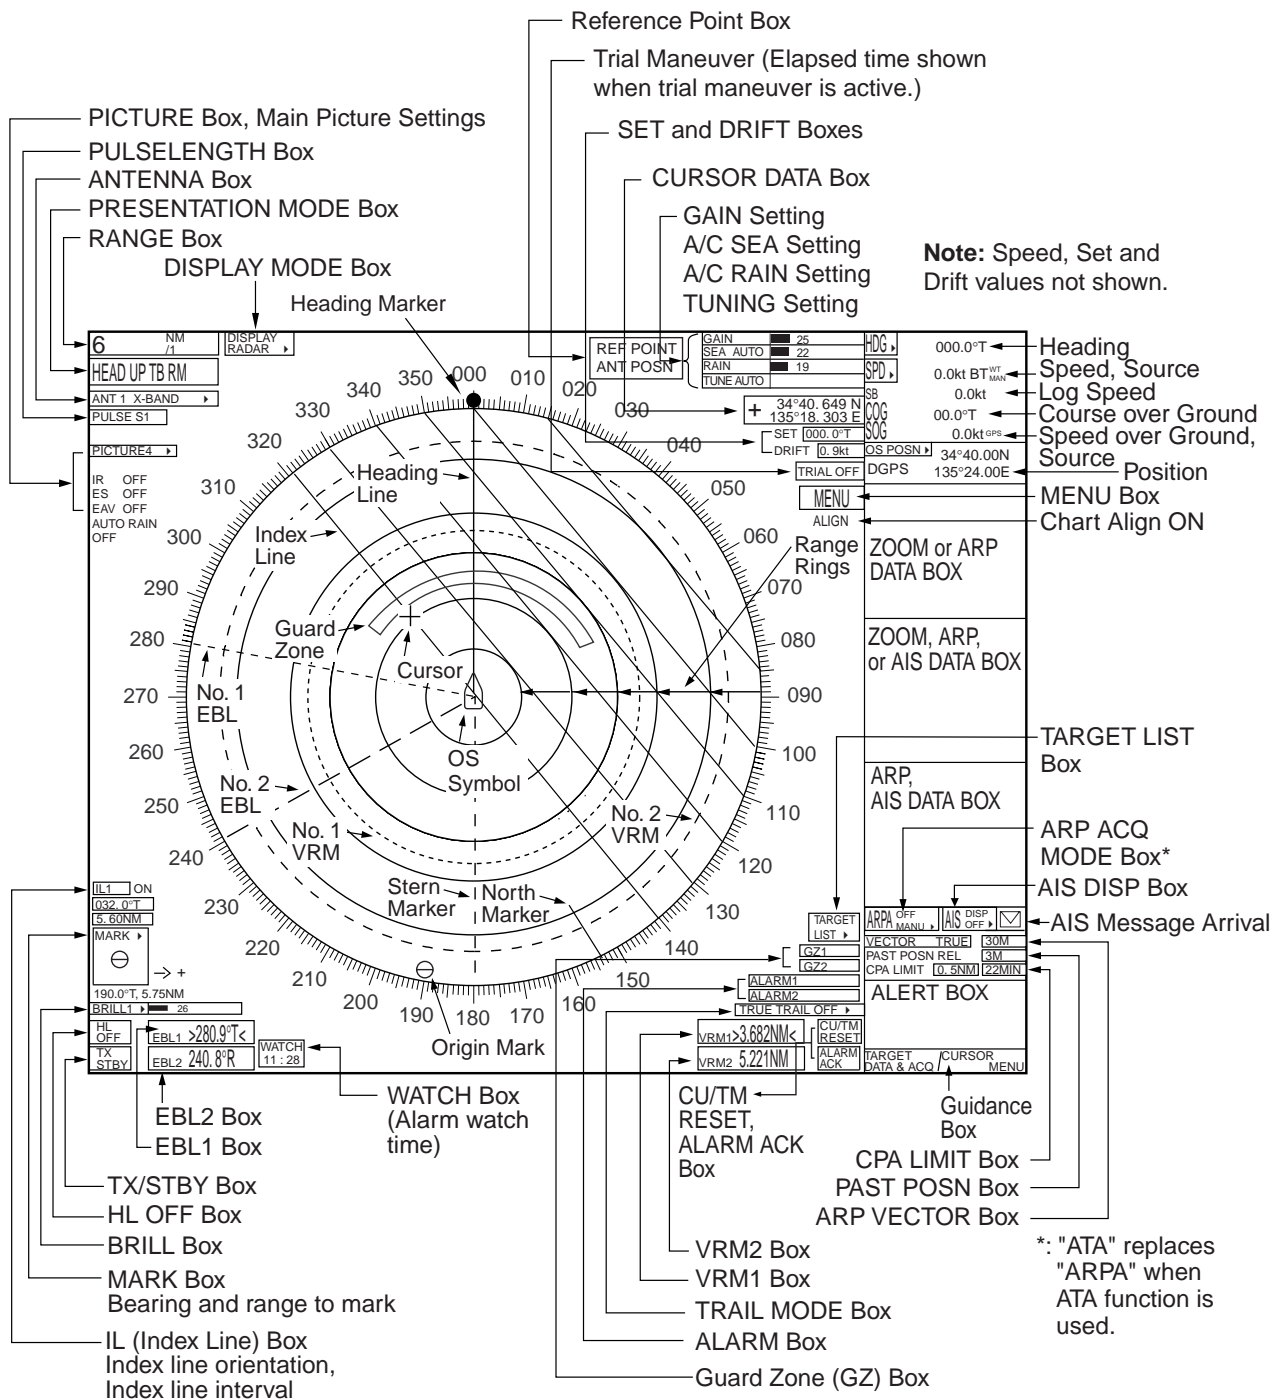 Reference Point Box
Trial Maneuver (Elapsed time shown
when trial maneuver is active.)
SET and DRIFT Boxes
CURSOR DATA Box
GAIN Setting
A/C SEA Setting
A/C RAIN Setting
TUNING Setting
Note: Speed, Set and
Drift values not shown.
PICTURE Box, Main Picture Settings
PULSELENGTH Box
ANTENNA Box
PRESENTATION MODE Box
RANGE Box
DISPLAY MODE Box
Heading Marker
6 NM
/1
DISPLAY
RADAR
HEAD UP TB RM
ANT 1 X-BAND
PULSE S1
PICTURE4
IR OFF
ES OFF
EAV OFF
AUTO RAIN
OFF
REF POINT
ANT POSN
GAIN 25
SEA AUTO 22
RAIN 19
TUNE AUTO
+ 34°40. 649 N
135°18. 303 E
SET 000. 0°T
DRIFT 0. 9kt
TRIAL OFF
MENU
ALIGN
HDG 000.0°T
SPD 0.0kt BT WT
MAN
SB 0.0kt
COG 00.0°T
SOG 0.0kt GPS
OS POSN 34°40.00N
DGPS 135°24.00E
Heading
Speed, Source
Log Speed
Course over Ground
Speed over Ground,
Source
Position
MENU Box
Chart Align ON
000
010
020
030
040
050
060
070
080
090
100
110
120
130
140
150
160
170
180
190
200
210
220
230
240
250
260
270
280
290
300
310
320
330
340
350
Heading
Line
Index
Line
Range
Rings
Guard
Zone
Cursor
No. 1
EBL
OS
Symbol
No. 2
EBL
No. 1
VRM
No. 2
VRM
Stern
Marker
North
Marker
Origin Mark
ZOOM or ARP
DATA BOX
ZOOM, ARP,
or AIS DATA BOX
ARP,
AIS DATA BOX
TARGET LIST
Box
ARP ACQ
MODE Box*
AIS DISP Box
AIS Message Arrival
IL1 ON
032. 0°T
5. 60NM
MARK
+
190.0°T, 5.75NM
BRILL1 26
HL
OFF
EBL1 >280.9°T<
TX
STBY
EBL2 240. 8°R
WATCH
11 : 28
TARGET
LIST
ARPA OFF
MANU
AIS DISP
OFF
GZ1
GZ2
ALARM1
ALARM2
TRUE TRAIL OFF
VRM1 >3.682NM<
VRM2 5.221NM
CU/TM
RESET
ALARM
ACK
VECTOR TRUE 30M
PAST POSN REL 3M
CPA LIMIT 0. 5NM 22MIN
ALERT BOX
TARGET
DATA & ACQ
/CURSOR
MENU
EBL2 Box
EBL1 Box
TX/STBY Box
HL OFF Box
BRILL Box
MARK Box
Bearing and range to mark
IL (Index Line) Box
Index line orientation,
Index line interval
WATCH Box
(Alarm watch
time)
CU/TM
RESET,
ALARM ACK
Box
Guidance
Box
CPA LIMIT Box
PAST POSN Box
ARP VECTOR Box
VRM2 Box
VRM1 Box
TRAIL MODE Box
ALARM Box
Guard Zone (GZ) Box
*: "ATA" replaces
"ARPA" when
ATA function is
used.